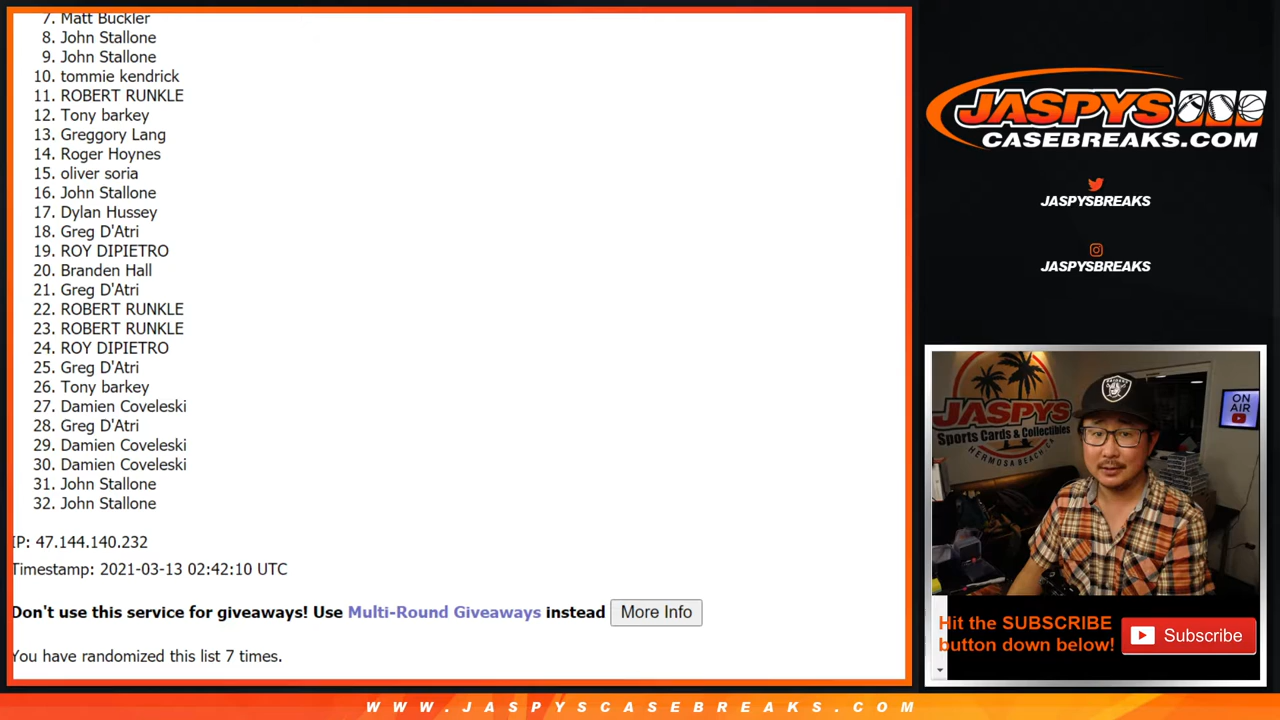 7. Matt Buckler
8. John Stallone
9. John Stallone
10. tommie kendrick
11. ROBERT RUNKLE
12. Tony barkey
13. Greggory Lang
14. Roger Hoynes
15. oliver soria
16. John Stallone
17. Dylan Hussey
18. Greg D'Atri
19. ROY DIPIETRO
20. Branden Hall
21. Greg D'Atri
22. ROBERT RUNKLE
23. ROBERT RUNKLE
24. ROY DIPIETRO
25. Greg D'Atri
26. Tony barkey
27. Damien Coveleski
28. Greg D'Atri
29. Damien Coveleski
30. Damien Coveleski
31. John Stallone
32. John Stallone
IP: 47.144.140.232
Timestamp: 2021-03-13 02:42:10 UTC
Don't use this service for giveaways! Use Multi-Round Giveaways instead More Info
You have randomized this list 7 times.
JASPYS
CASEBREAKS.COM
JASPYSBREAKS
JASPYSBREAKS
JASPYS
Sports Cards & Collectibles
HERMOSA BEACH, CA
RAIDERS
ON
AIR
Hit the SUBSCRIBE
button down below!
Subscribe
WWW.JASPYSCASEBREAKS.COM